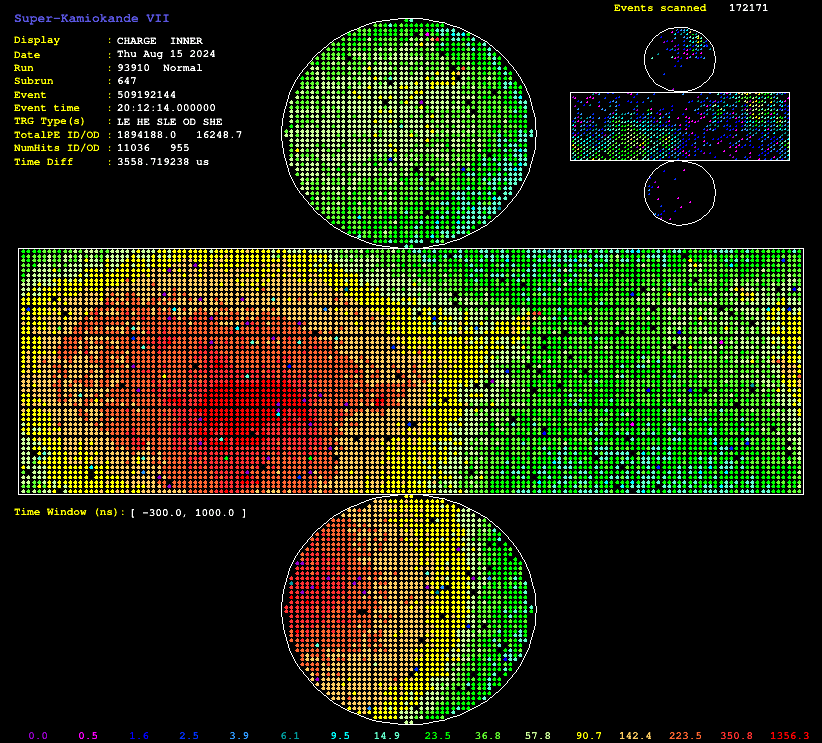 Super-Kamiokande VII
Events scanned 172171
Display : CHARGE INNER
Date : Thu Aug 15 2024
Run : 93910 Normal
Subrun : 647
Event : 509192144
Event time : 20:12:14.000000
TRG Type(s) : LE HE SLE OD SHE
TotalPE ID/OD : 1894188.0 16248.7
NumHits ID/OD : 11036 955
Time Diff : 3558.719238 us
Time Window (ns): [ -300.0, 1000.0 ]
0.0 0.5 1.6 2.5 3.9 6.1 9.5 14.9 23.5 36.8 57.8 90.7 142.4 223.5 350.8 1356.3